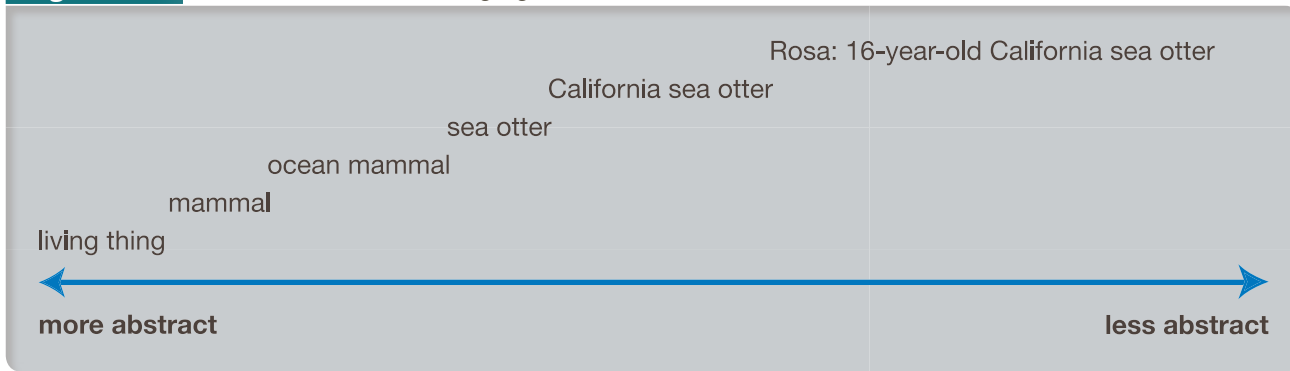 Rosa: 16-year-old California sea otter
California sea otter
sea otter
ocean mammal
mammal
living thing
more abstract
less abstract